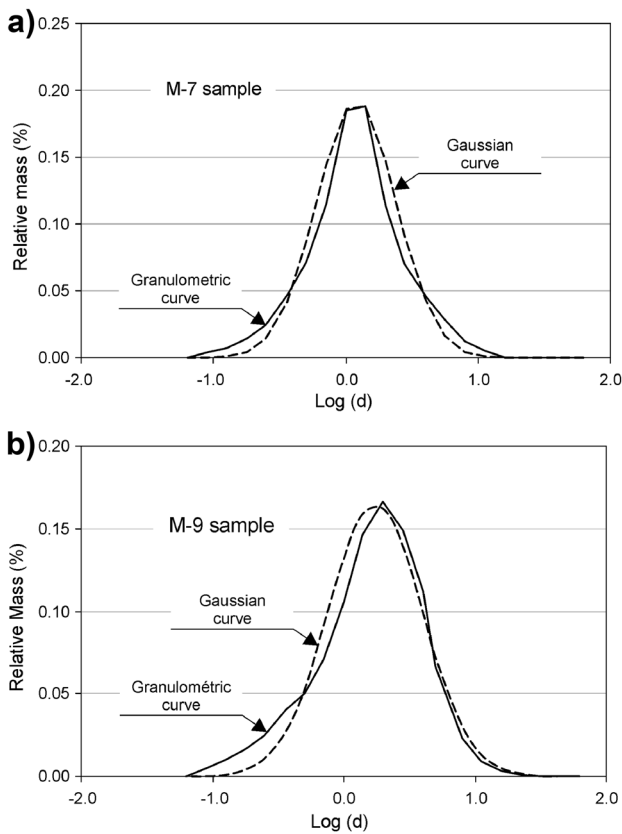 a)
0.25
0.20
0.15
0.10
0.05
0.00
Relative mass (%)
M-7 sample
Gaussian
curve
Granulometric
curve
-2.0 -1.0 0.0 1.0 2.0
Log (d)
b)
0.20
0.15
0.10
0.05
0.00
Relative Mass (%)
M-9 sample
Gaussian
curve
Granulométric
curve
-2.0 -1.0 0.0 1.0 2.0
Log (d)